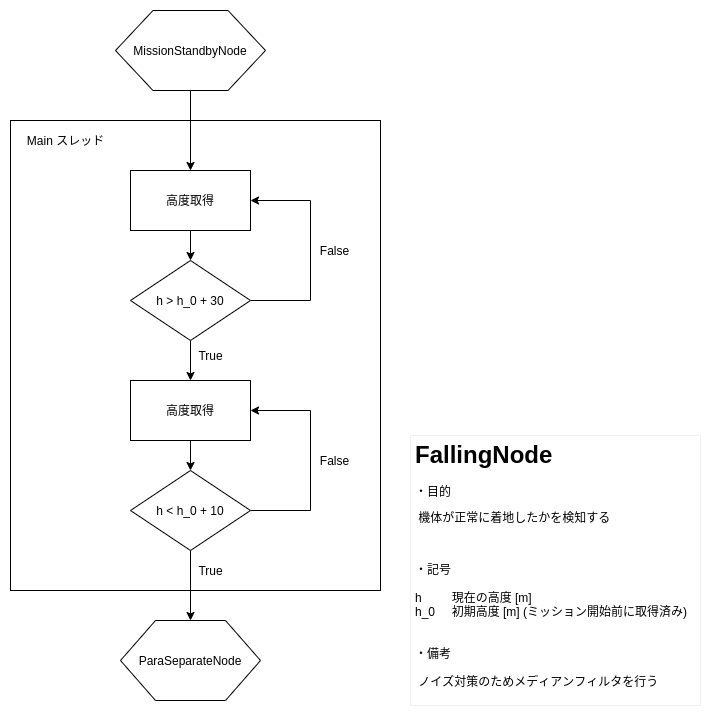 MissionStandbyNode
Main スレッド
高度取得
False
h > h_0 + 30
True
高度取得
False
h < h_0 + 10
True
ParaSeparateNode
FallingNode
・目的
機体が正常に着地したかを検知する
・記号
h 現在の高度 [m]
h_0 初期高度 [m] (ミッション開始前に取得済み)
・備考
ノイズ対策のためメディアンフィルタを行う